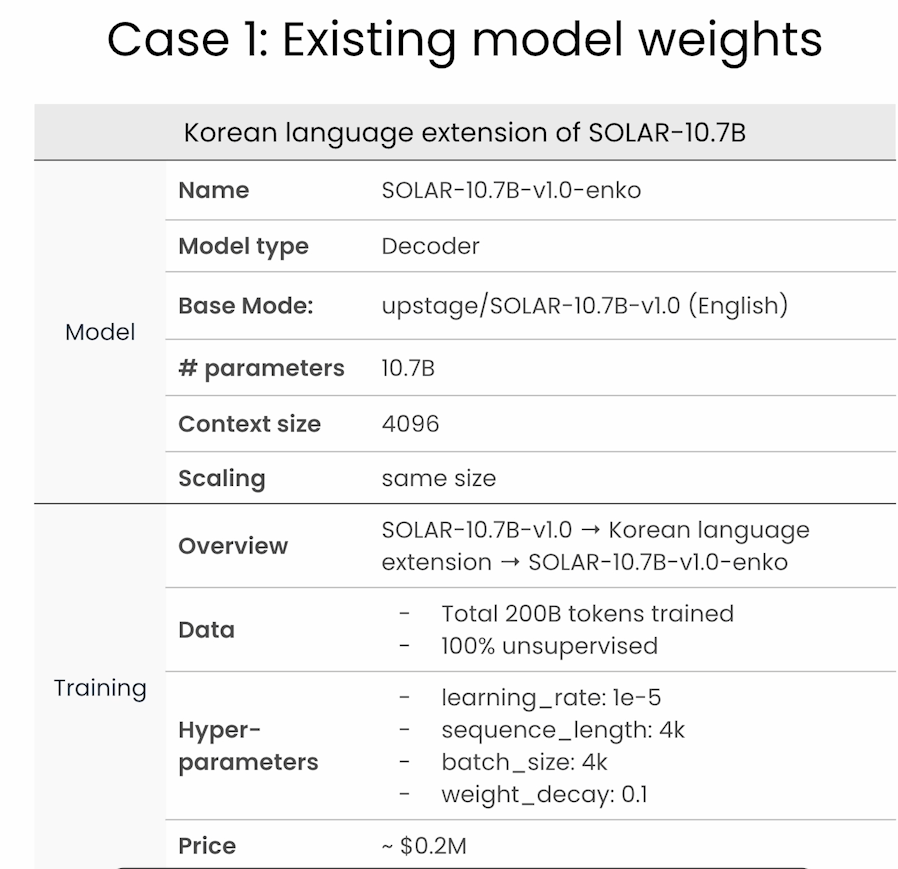 Case 1: Existing model weights
Korean language extension of SOLAR-10.7B
Model
Name SOLAR-10.7B-v1.0-enko
Model type Decoder
Base Mode: upstage/SOLAR-10.7B-v1.0 (English)
# parameters 10.7B
Context size 4096
Scaling same size
Training
Overview SOLAR-10.7B-v1.0 → Korean language
extension → SOLAR-10.7B-v1.0-enko
Data
- Total 200B tokens trained
- 100% unsupervised
Hyper-
parameters
- learning_rate: 1e-5
- sequence_length: 4k
- batch_size: 4k
- weight_decay: 0.1
Price ~ $0.2M